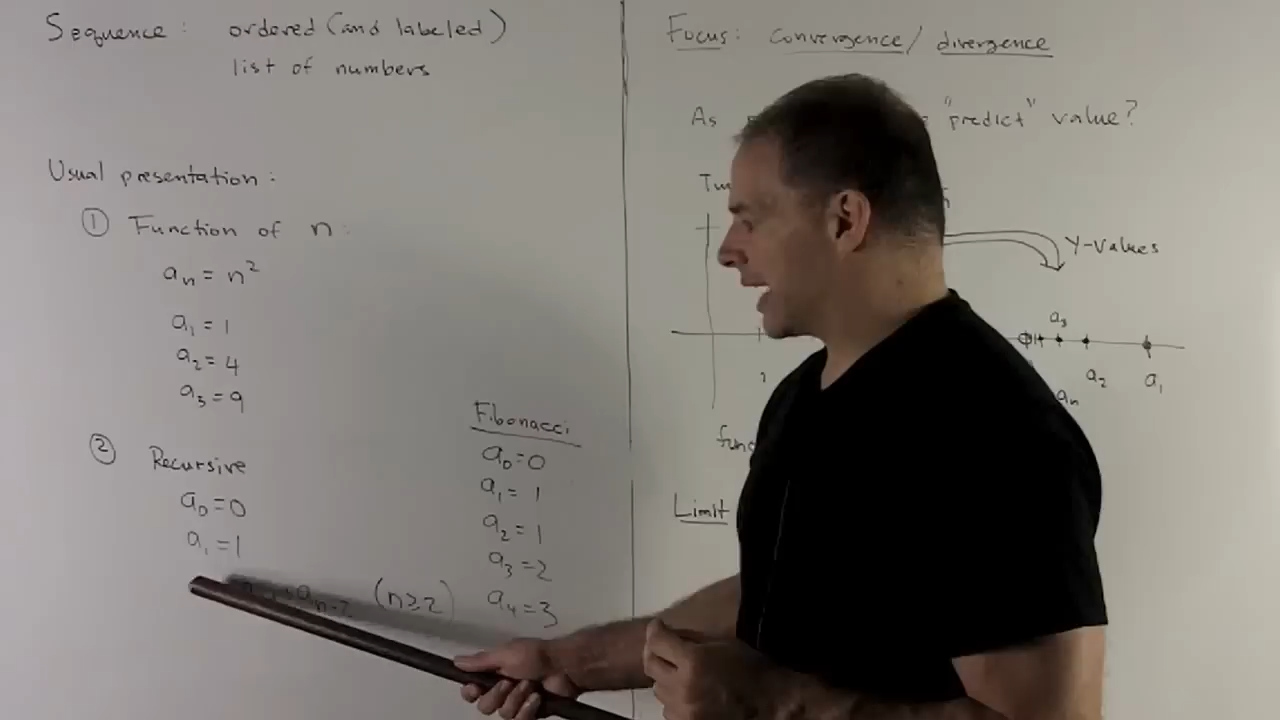 Sequence: ordered (and labeled)
list of numbers
Usual presentation:
① Function of n:
aₙ = n²
a₁ = 1
a₂ = 4
a₃ = 9
② Recursive
a₀ = 0
a₁ = 1
aₙ₋₂ (n≥2)
Fibonacci
a₀ = 0
a₁ = 1
a₂ = 1
a₃ = 2
a₄ = 3
Focus: convergence / divergence
As "predict" value?
Y-values
a₃
a₂
a₁
aₙ
Limit